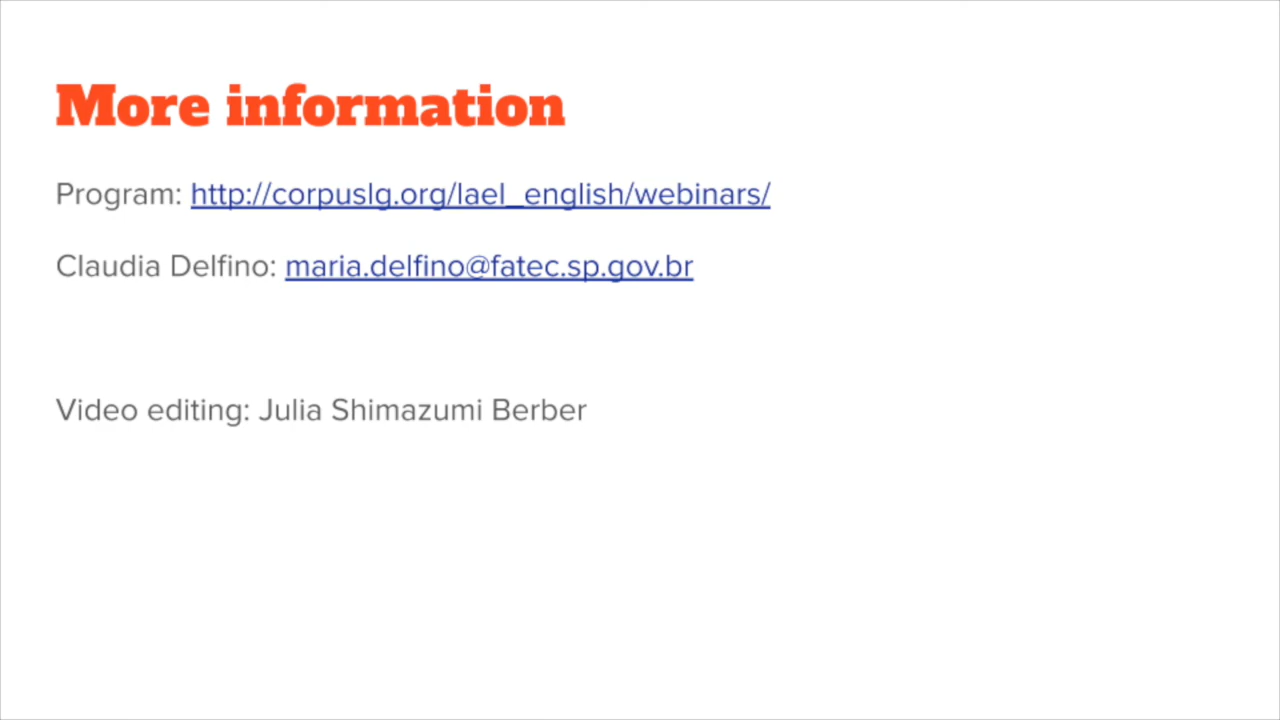 More information
Program: http://corpuslg.org/lael_english/webinars/
Claudia Delfino: maria.delfino@fatec.sp.gov.br
Video editing: Julia Shimazumi Berber